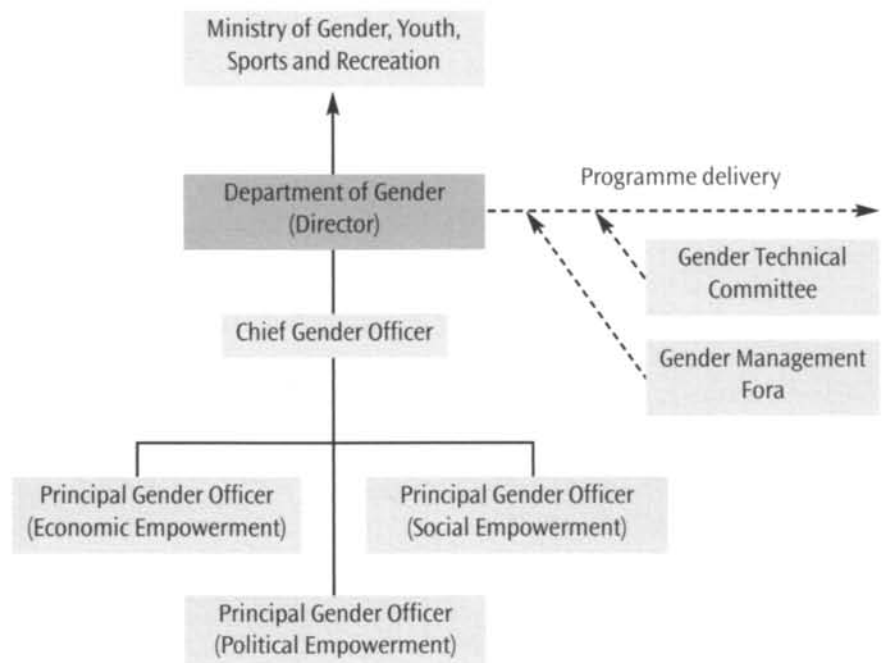 Ministry of Gender, Youth,
Sports and Recreation
Department of Gender
(Director)
Programme delivery
Gender Technical
Committee
Chief Gender Officer
Gender Management
Fora
Principal Gender Officer
(Economic Empowerment)
Principal Gender Officer
(Social Empowerment)
Principal Gender Officer
(Political Empowerment)